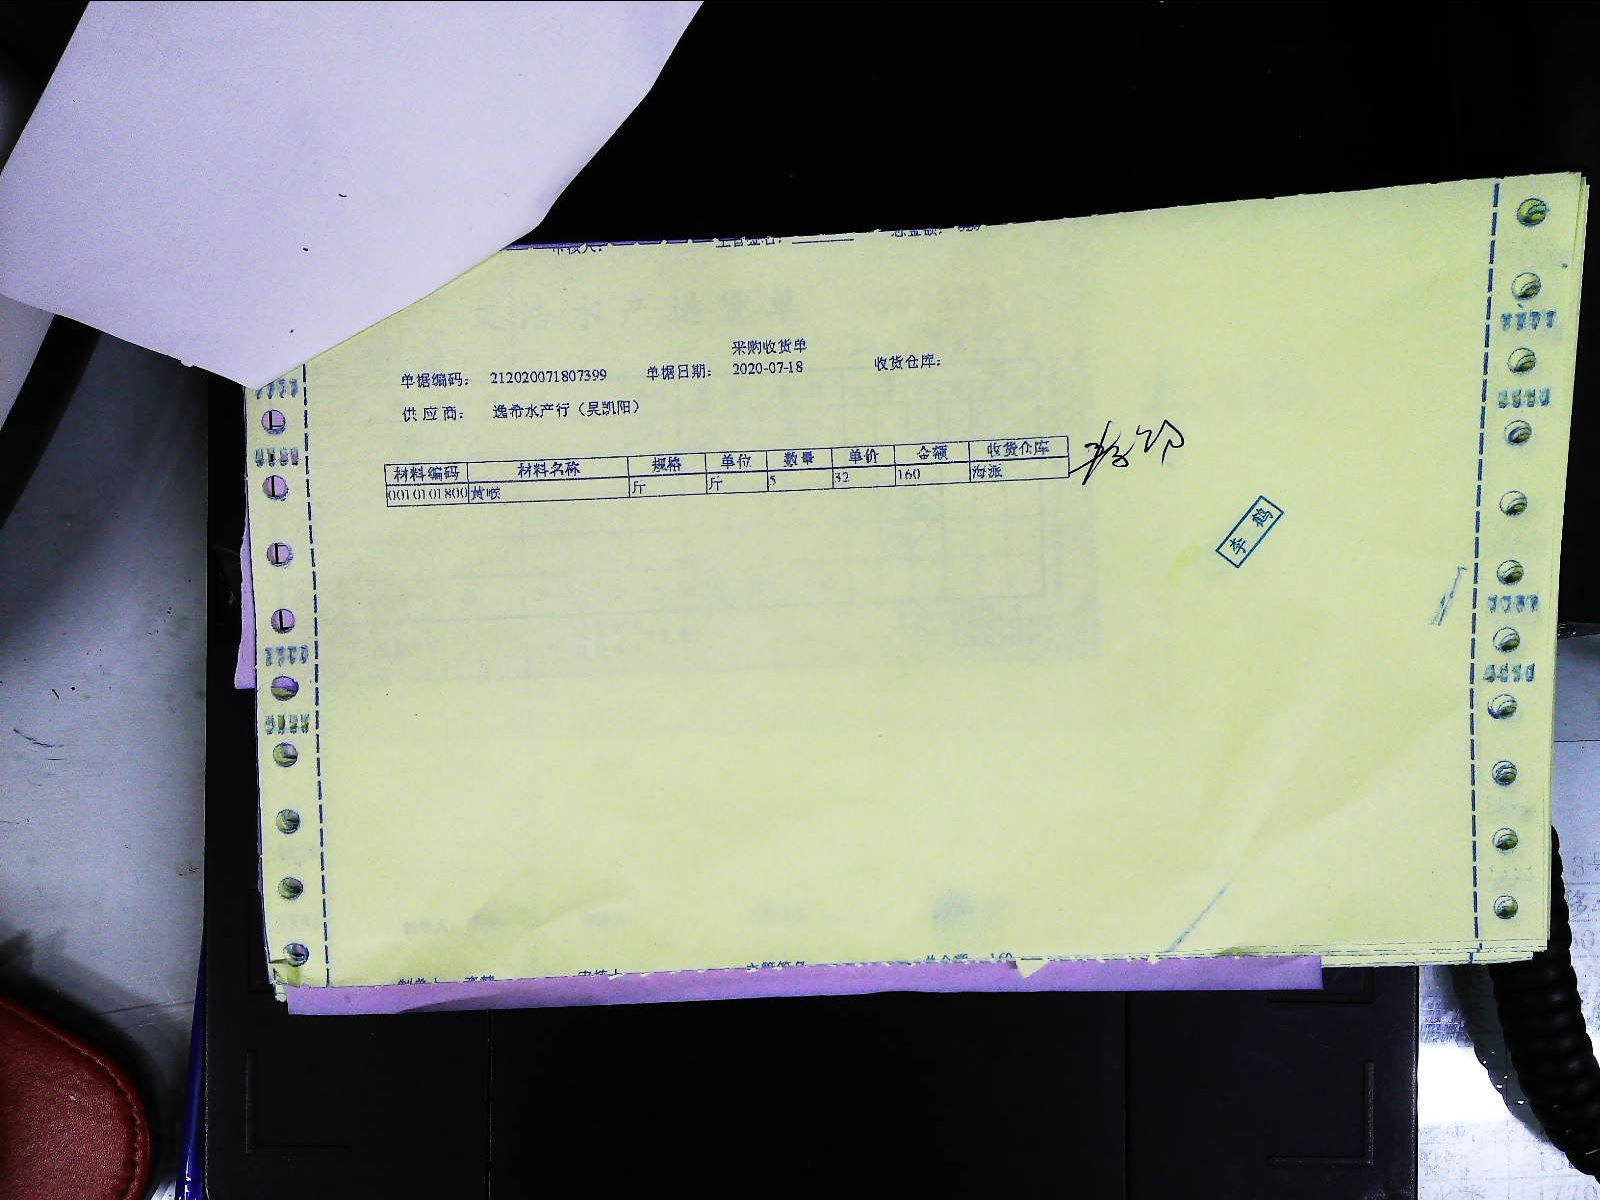 采购收货单
单据编码： 212020071807399 单据日期： 2020-07-18 收货仓库：
供应商： 逸希水产行（吴凯阳）
材料编码 材料名称 规格 单位 数量 单价 金额 收货仓库
0010101800 黄喉 斤 斤 5 32 160 海派
李鹤